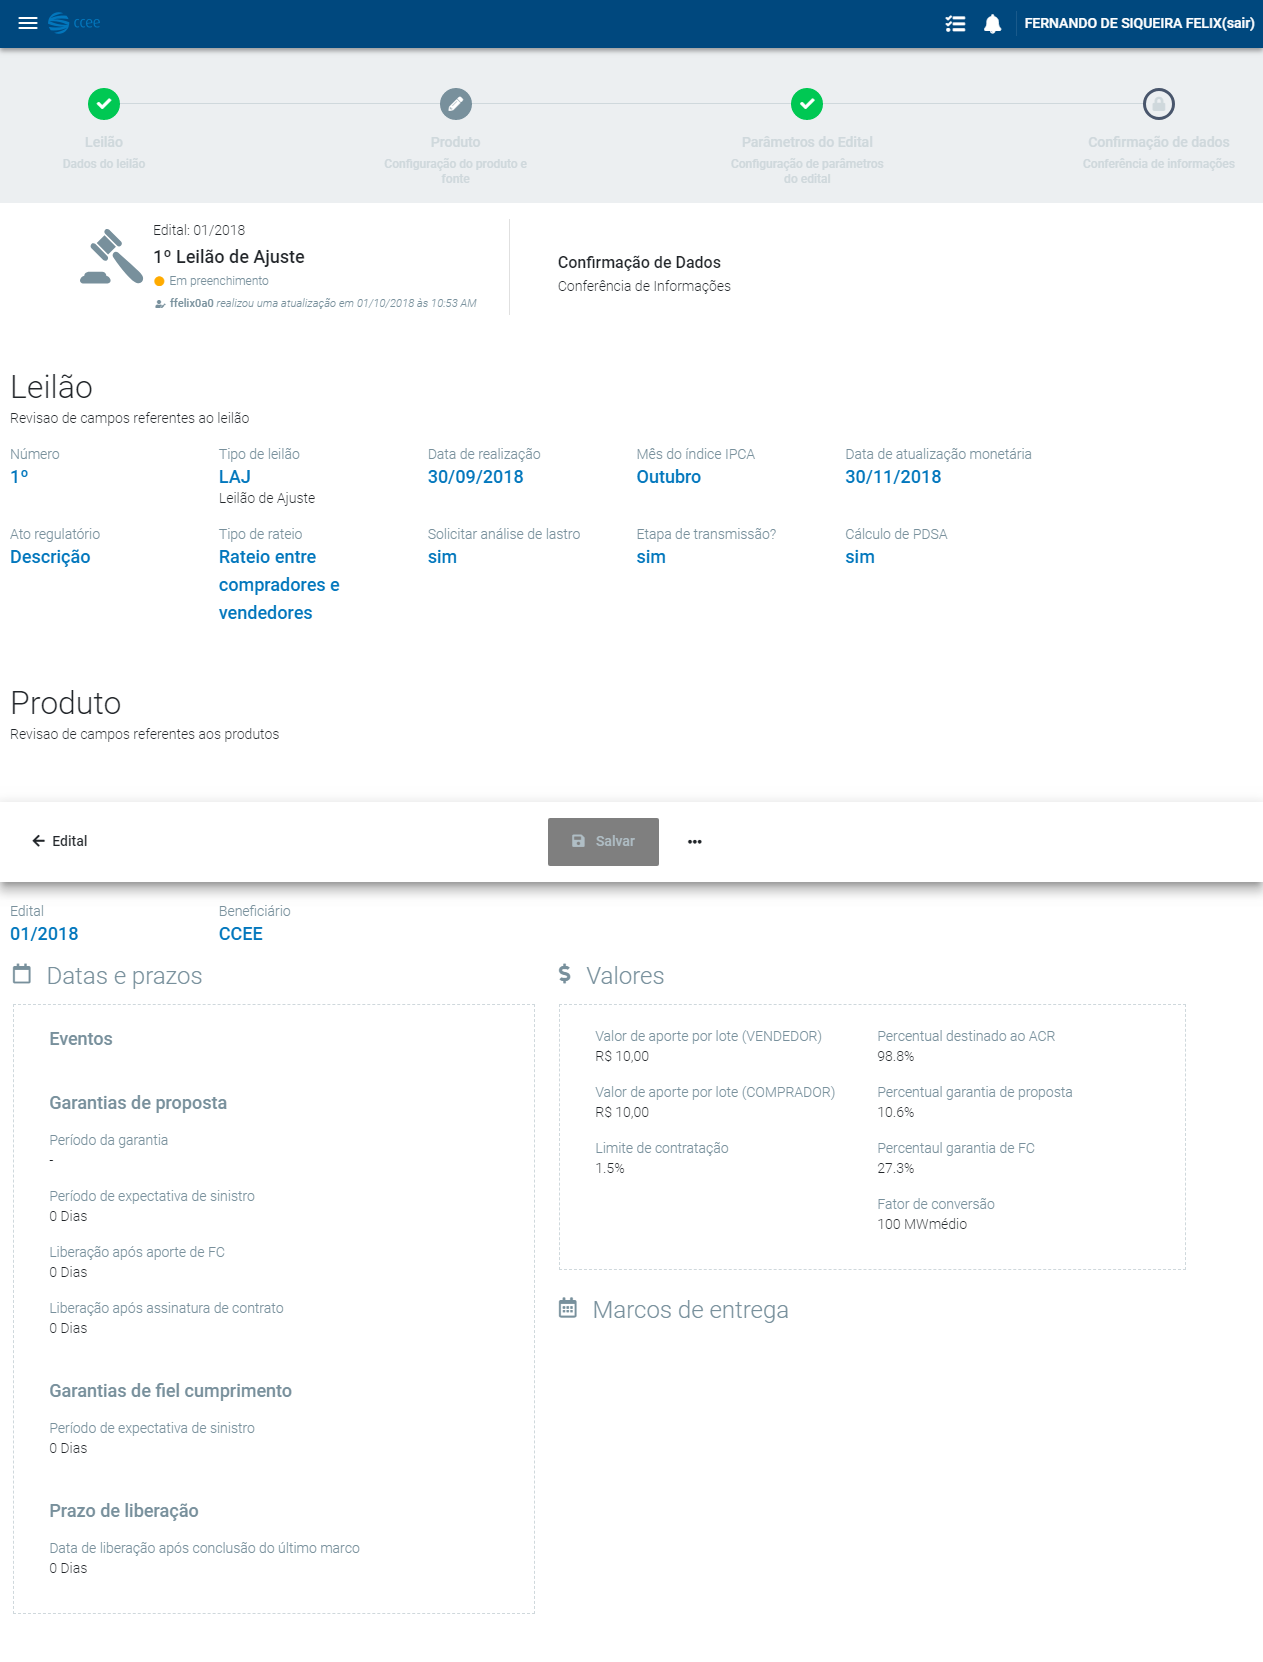 ccee
FERNANDO DE SIQUEIRA FELIX(sair)
Leilão
Dados do leilão
Produto
Configuração do produto e
fonte
Parâmetros do Edital
Configuração de parâmetros
do edital
Confirmação de dados
Conferência de informações
Edital: 01/2018
1º Leilão de Ajuste
Em preenchimento
ffelix0a0 realizou uma atualização em 01/10/2018 às 10:53 AM
Confirmação de Dados
Conferência de Informações
Leilão
Revisao de campos referentes ao leilão
Número
1º
Tipo de leilão
LAJ
Leilão de Ajuste
Data de realização
30/09/2018
Mês do índice IPCA
Outubro
Data de atualização monetária
30/11/2018
Ato regulatório
Descrição
Tipo de rateio
Rateio entre
compradores e
vendedores
Solicitar análise de lastro
sim
Etapa de transmissão?
sim
Cálculo de PDSA
sim
Produto
Revisao de campos referentes aos produtos
Edital
Salvar
Edital
01/2018
Beneficiário
CCEE
Datas e prazos
Eventos
Garantias de proposta
Período da garantia
-
Período de expectativa de sinistro
0 Dias
Liberação após aporte de FC
0 Dias
Liberação após assinatura de contrato
0 Dias
Garantias de fiel cumprimento
Período de expectativa de sinistro
0 Dias
Prazo de liberação
Data de liberação após conclusão do último marco
0 Dias
$ Valores
Valor de aporte por lote (VENDEDOR)
R$ 10,00
Valor de aporte por lote (COMPRADOR)
R$ 10,00
Limite de contratação
1.5%
Percentual destinado ao ACR
98.8%
Percentual garantia de proposta
10.6%
Percentaul garantia de FC
27.3%
Fator de conversão
100 MWmédio
Marcos de entrega